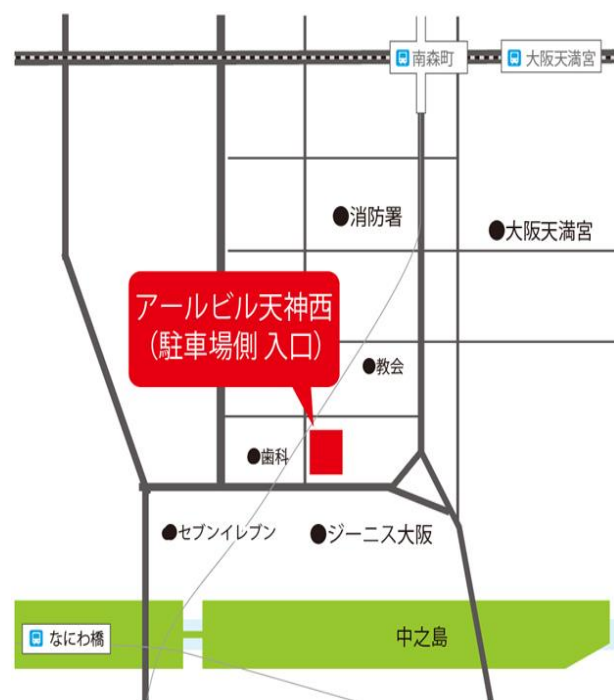 南森町
大阪天満宮
●消防署
●大阪天満宮
アールビル天神西
(駐車場側 入口)
●教会
●歯科
●セブンイレブン
●ジーニス大阪
なにわ橋
中之島